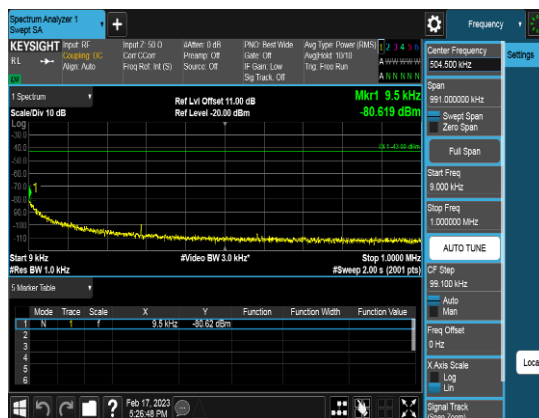 Spectrum Analyzer 1
Swept SA
+
Frequency
KEYSIGHT
RL
Input: RF
Coupling: DC
Align: Auto
Input Z: 50 Ω
Corr CCorr
Freq Ref: Int (S)
#Atten: 0 dB
Preamp: Off
Source: Off
PNO: Best Wide
Gate: Off
IF Gain: Low
Sig Track: Off
Avg Type: Power (RMS)
Avg|Hold: 10/10
Trig: Free Run
1 2 3 4 5 6
A W W W W W
A N N N N N
1 Spectrum
Scale/Div 10 dB
Ref Lvl Offset 11.00 dB
Ref Level -20.00 dBm
Mkr1 9.5 kHz
-80.619 dBm
Log
-30.0
-40.0
-50.0
-60.0
-70.0
-80.0
-90.0
-100
-110
1
Start 9 kHz
#Res BW 1.0 kHz
#Video BW 3.0 kHz*
Stop 1.0000 MHz
#Sweep 2.00 s (2001 pts)
5 Marker Table
Mode Trace Scale X Y Function Function Width Function Value
1 N 1 f 9.5 kHz -80.62 dBm
2
3
4
5
6
Feb 17, 2023
5:26:48 PM
Center Frequency
504.500 kHz
Span
991.000000 kHz
Swept Span
Zero Span
Full Span
Start Freq
9.000 kHz
Stop Freq
1.000000 MHz
AUTO TUNE
CF Step
99.100 kHz
Auto
Man
Freq Offset
0 Hz
X Axis Scale
Log
Lin
Signal Track
(Span Zoom)
Settings
Loca